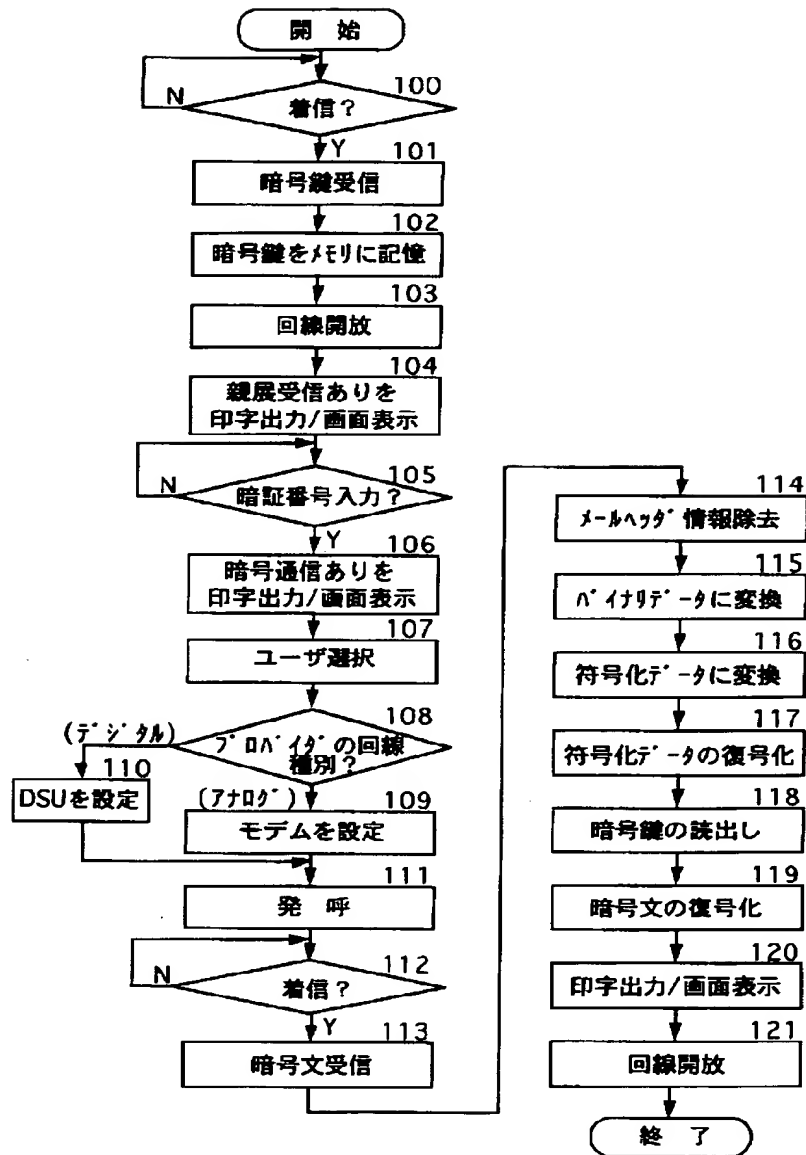 開 始
100
着信?
N
Y
101
暗号鍵受信
102
暗号鍵をﾒﾓﾘに記憶
103
回線開放
104
親展受信ありを
印字出力/画面表示
105
暗証番号入力?
N
Y
106
暗号通信ありを
印字出力/画面表示
107
ユーザ選択
108
ﾌﾟﾛﾊﾞｲﾀﾞの回線
種別?
(ﾃﾞｼﾞﾀﾙ)
110
DSUを設定
(ｱﾅﾛｸﾞ)
109
モデムを設定
111
発 呼
112
着信?
N
Y
113
暗号文受信
114
ﾒｰﾙﾍｯﾀﾞ情報除去
115
ﾊﾞｲﾅﾘﾃﾞｰﾀに変換
116
符号化ﾃﾞｰﾀに変換
117
符号化ﾃﾞｰﾀの復号化
118
暗号鍵の読出し
119
暗号文の復号化
120
印字出力/画面表示
121
回線開放
終 了